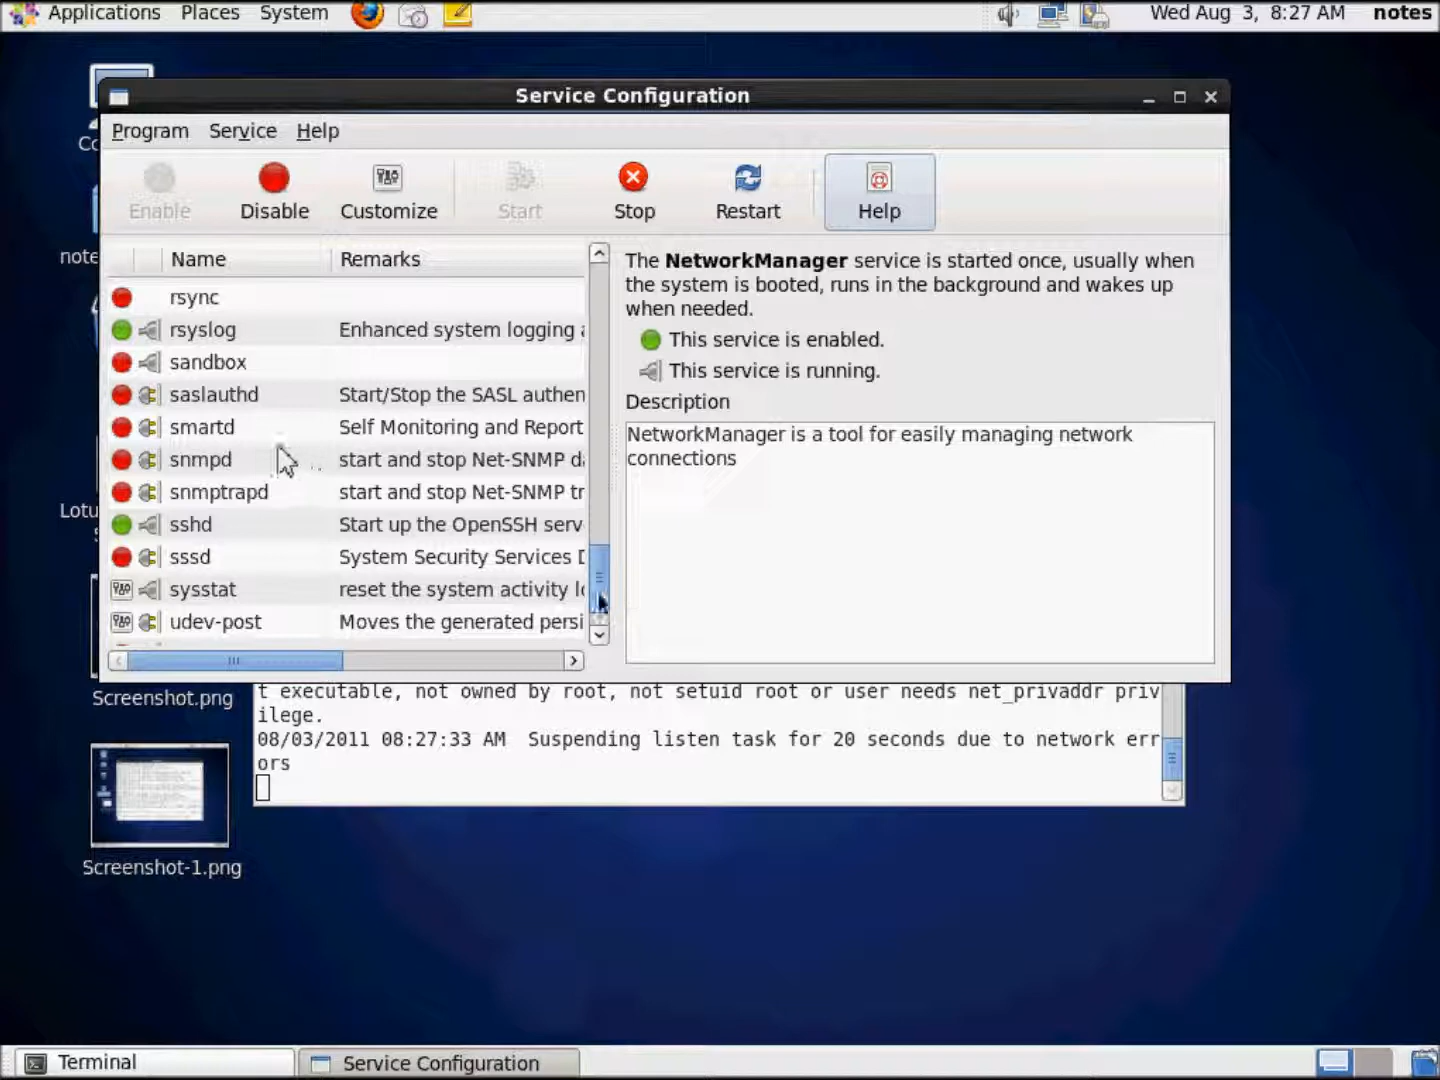 Applications Places System
Wed Aug 3, 8:27 AM notes
Service Configuration
Program Service Help
Enable Disable Customize Start Stop Restart Help
Name Remarks
rsync
rsyslog Enhanced system logging
sandbox
saslauthd Start/Stop the SASL authen
smartd Self Monitoring and Report
snmpd start and stop Net-SNMP d
snmptrapd start and stop Net-SNMP tr
sshd Start up the OpenSSH serv
sssd System Security Services D
sysstat reset the system activity l
udev-post Moves the generated persi
The NetworkManager service is started once, usually when
the system is booted, runs in the background and wakes up
when needed.
This service is enabled.
This service is running.
Description
NetworkManager is a tool for easily managing network
connections
Co
note
Lotu
S
Screenshot.png
Screenshot-1.png
t executable, not owned by root, not setuid root or user needs net_privaddr priv
ilege.
08/03/2011 08:27:33 AM Suspending listen task for 20 seconds due to network err
ors
Terminal
Service Configuration